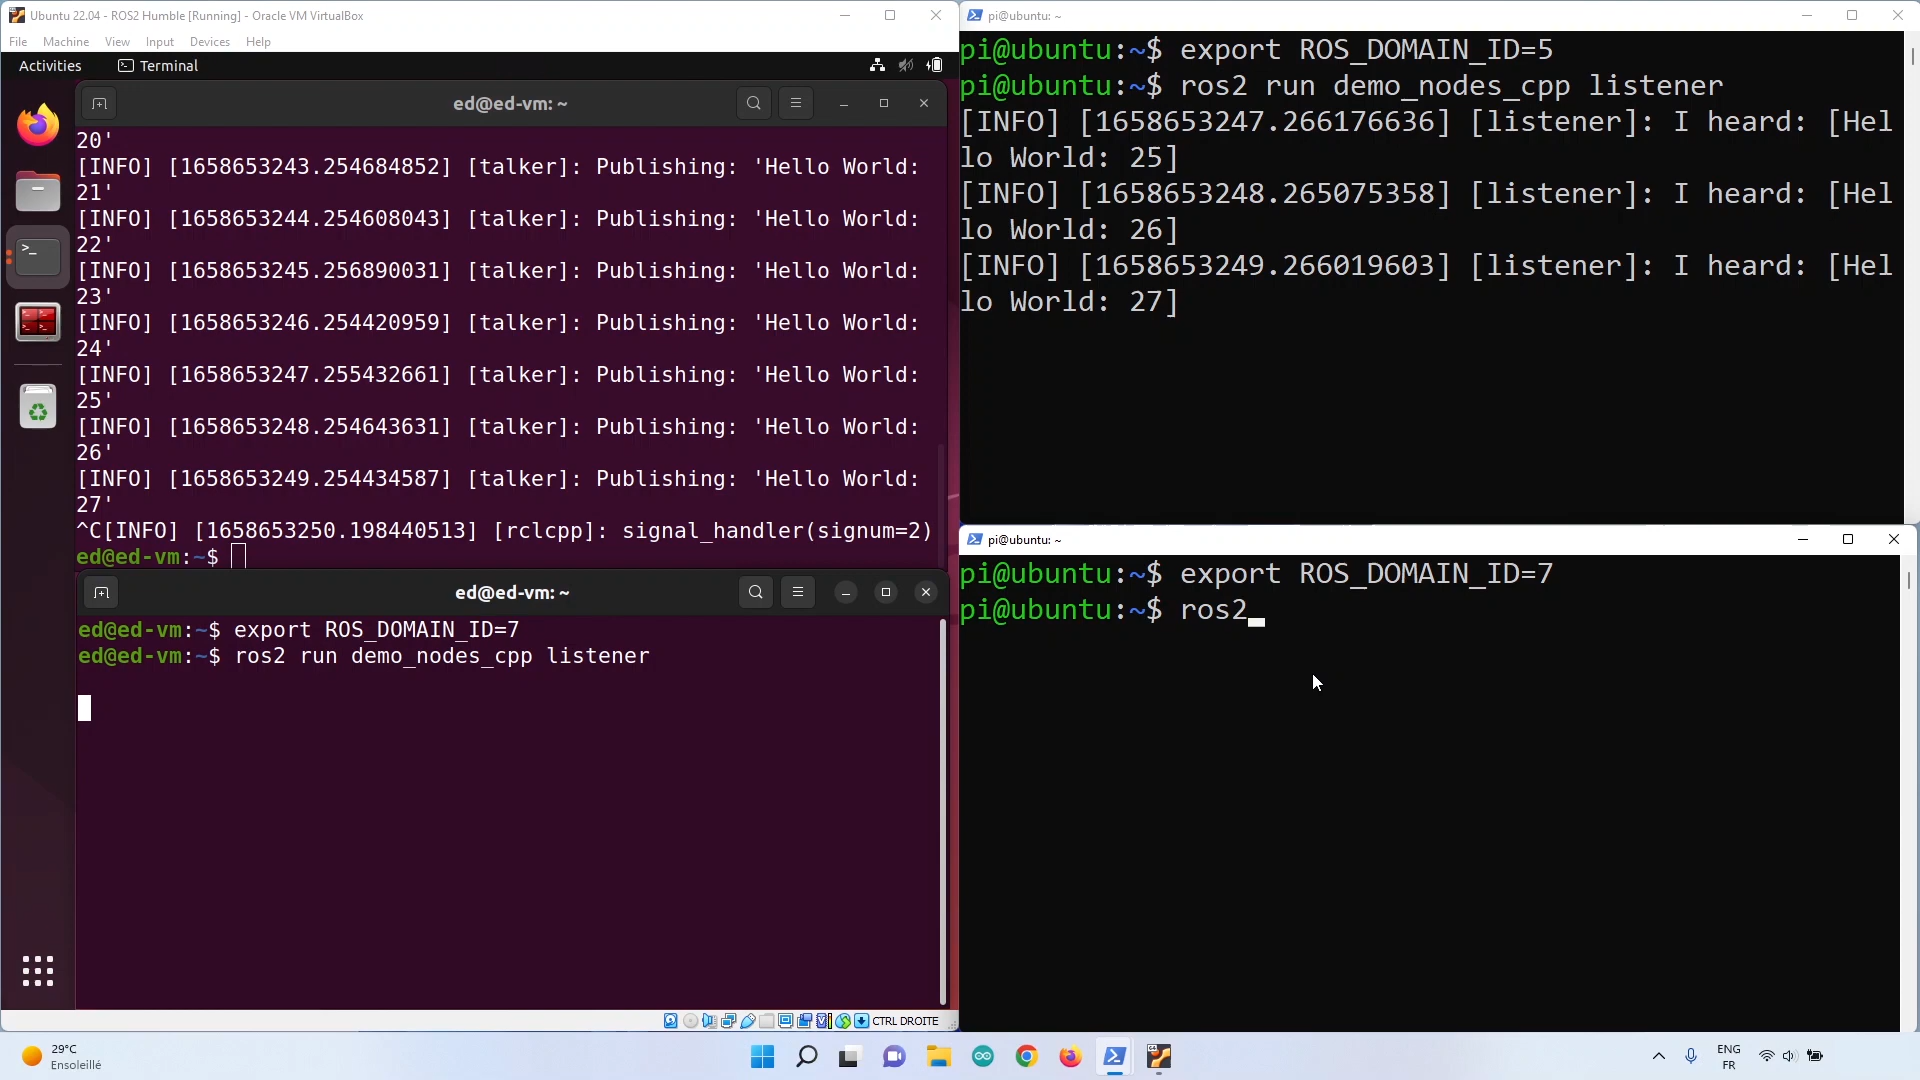 Ubuntu 22.04 - ROS2 Humble [Running] - Oracle VM VirtualBox
File Machine View Input Devices Help
Activities Terminal
ed@ed-vm: ~
20'
[INFO] [1658653243.254684852] [talker]: Publishing: 'Hello World:
21'
[INFO] [1658653244.254608043] [talker]: Publishing: 'Hello World:
22'
[INFO] [1658653245.256890031] [talker]: Publishing: 'Hello World:
23'
[INFO] [1658653246.254420959] [talker]: Publishing: 'Hello World:
24'
[INFO] [1658653247.255432661] [talker]: Publishing: 'Hello World:
25'
[INFO] [1658653248.254643631] [talker]: Publishing: 'Hello World:
26'
[INFO] [1658653249.254434587] [talker]: Publishing: 'Hello World:
27'
^C[INFO] [1658653250.198440513] [rclcpp]: signal_handler(signum=2)
ed@ed-vm:~$
ed@ed-vm: ~
ed@ed-vm:~$ export ROS_DOMAIN_ID=7
ed@ed-vm:~$ ros2 run demo_nodes_cpp listener
CTRL DROITE
pi@ubuntu: ~
pi@ubuntu:~$ export ROS_DOMAIN_ID=5
pi@ubuntu:~$ ros2 run demo_nodes_cpp listener
[INFO] [1658653247.266176636] [listener]: I heard: [Hel
lo World: 25]
[INFO] [1658653248.265075358] [listener]: I heard: [Hel
lo World: 26]
[INFO] [1658653249.266019603] [listener]: I heard: [Hel
lo World: 27]
pi@ubuntu: ~
pi@ubuntu:~$ export ROS_DOMAIN_ID=7
pi@ubuntu:~$ ros2
29°C
Ensoleillé
ENG
FR